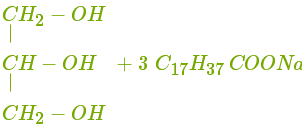 CH₂ − OH
|
CH − OH + 3 C₁₇H₃₇ COONa
|
CH₂ − OH